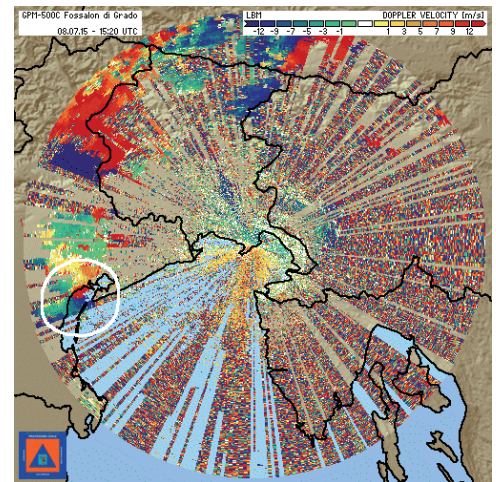 GPM-500C Fossalon di Grado
08.07.15 - 15:20 UTC
LBM DOPPLER VELOCITY [m/s]
-12 -9 -7 -5 -3 -1 1 3 5 7 9 12